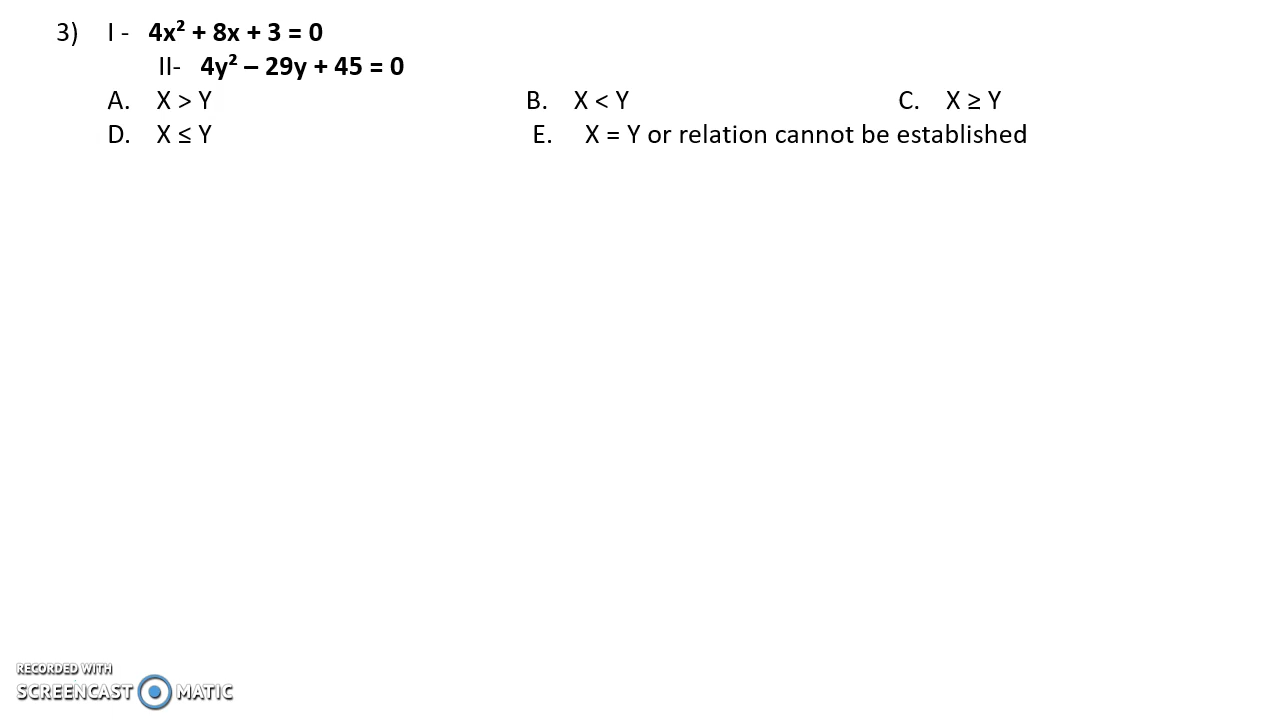 3) I - 4x² + 8x + 3 = 0
II- 4y² – 29y + 45 = 0
A. X > Y B. X < Y C. X ≥ Y
D. X ≤ Y E. X = Y or relation cannot be established
RECORDED WITH
SCREENCAST MATIC